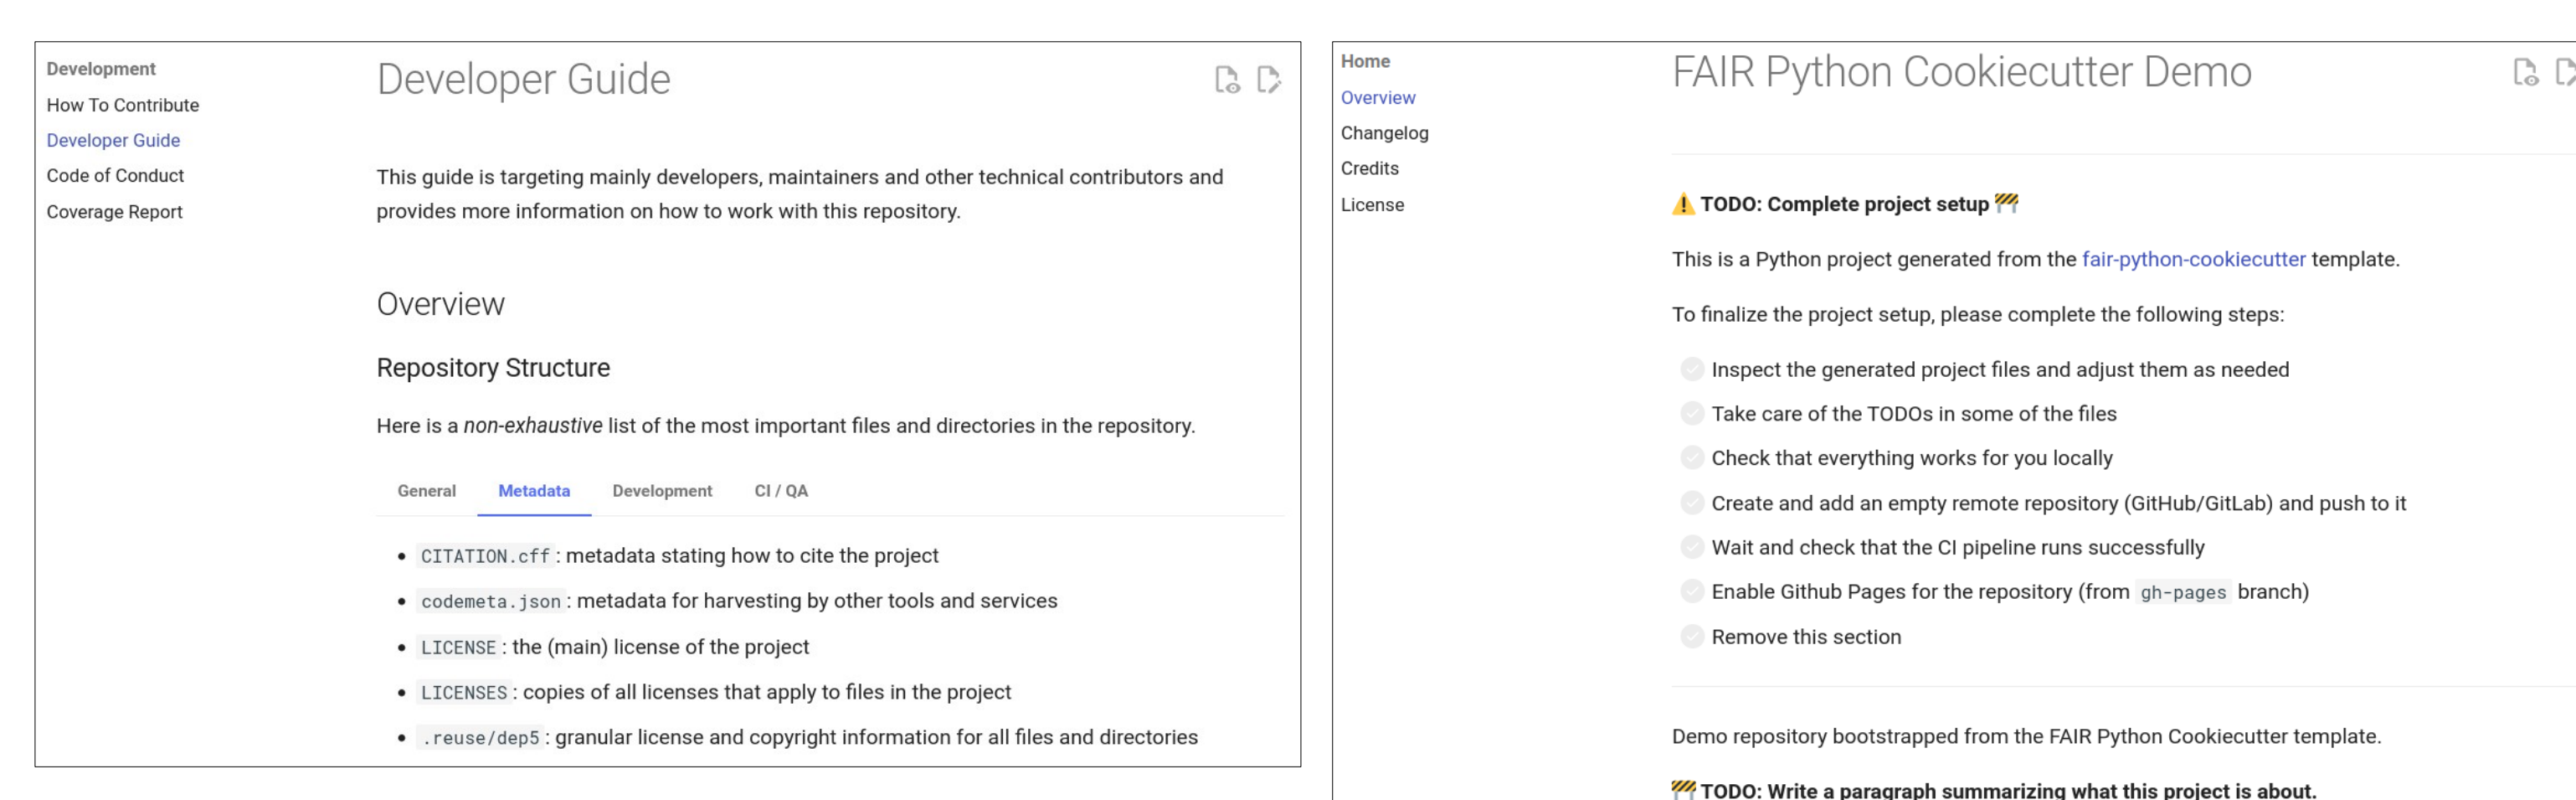 Development
How To Contribute
Developer Guide
Code of Conduct
Coverage Report
Developer Guide
This guide is targeting mainly developers, maintainers and other technical contributors and
provides more information on how to work with this repository.
Overview
Repository Structure
Here is a non-exhaustive list of the most important files and directories in the repository.
General Metadata Development CI / QA
• CITATION.cff : metadata stating how to cite the project
• codemeta.json : metadata for harvesting by other tools and services
• LICENSE : the (main) license of the project
• LICENSES : copies of all licenses that apply to files in the project
• .reuse/dep5 : granular license and copyright information for all files and directories
Home
Overview
Changelog
Credits
License
FAIR Python Cookiecutter Demo
⚠️ TODO: Complete project setup 🚧
This is a Python project generated from the fair-python-cookiecutter template.
To finalize the project setup, please complete the following steps:
Inspect the generated project files and adjust them as needed
Take care of the TODOs in some of the files
Check that everything works for you locally
Create and add an empty remote repository (GitHub/GitLab) and push to it
Wait and check that the CI pipeline runs successfully
Enable Github Pages for the repository (from gh-pages branch)
Remove this section
Demo repository bootstrapped from the FAIR Python Cookiecutter template.
🚧 TODO: Write a paragraph summarizing what this project is about.